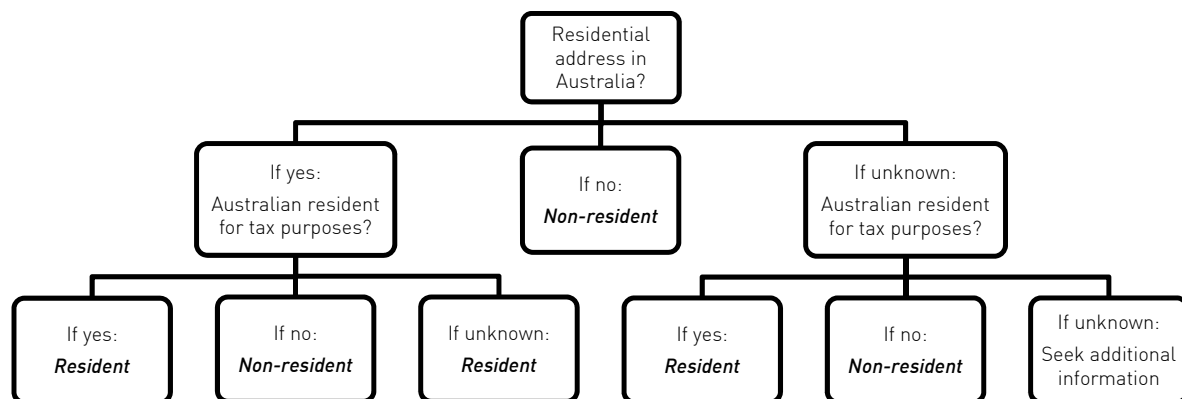 Residential
address in
Australia?
If yes:
Australian resident
for tax purposes?
If no:
Non-resident
If unknown:
Australian resident
for tax purposes?
If yes:
Resident
If no:
Non-resident
If unknown:
Resident
If yes:
Resident
If no:
Non-resident
If unknown:
Seek additional
information